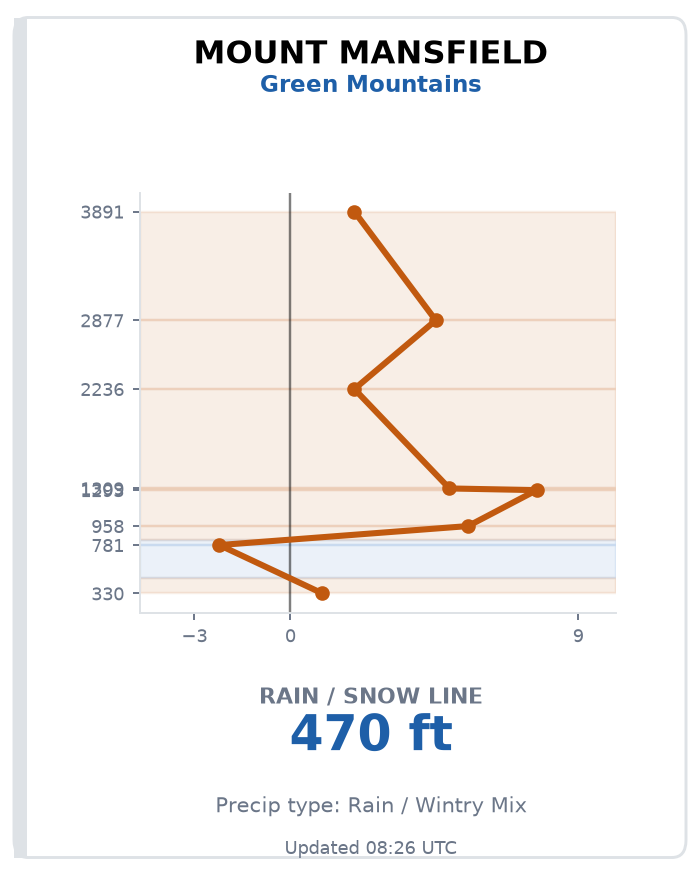 MOUNT MANSFIELD
Green Mountains
3891
2877
2236
958
781
330
−3 0 9
RAIN / SNOW LINE
470 ft
Precip type: Rain / Wintry Mix
Updated 08:26 UTC